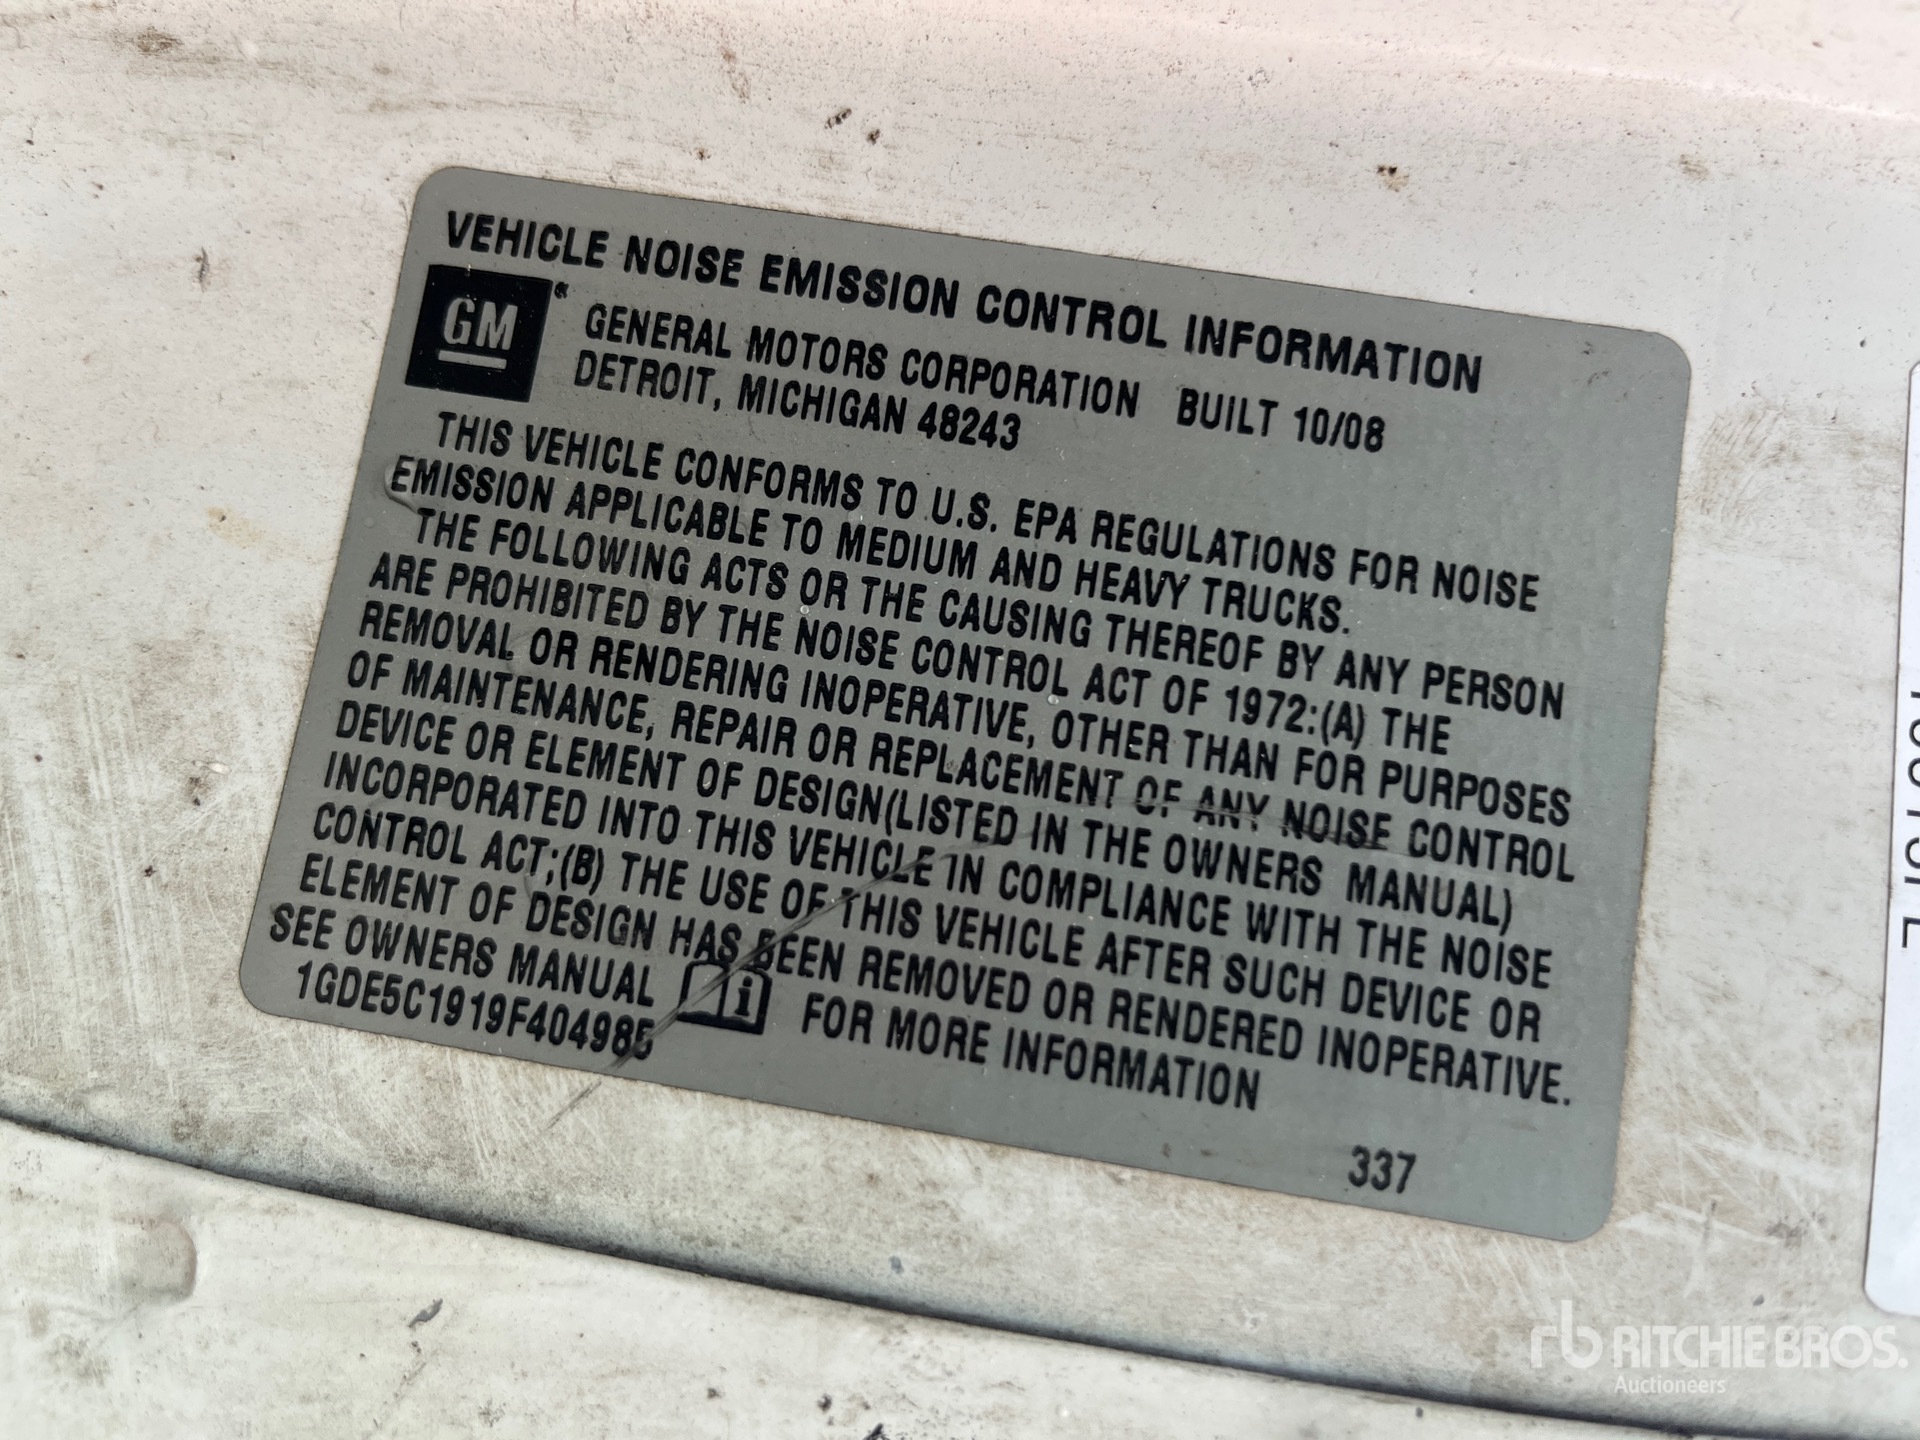 VEHICLE NOISE EMISSION CONTROL INFORMATION
GM
GENERAL MOTORS CORPORATION BUILT 10/08
DETROIT, MICHIGAN 48243
THIS VEHICLE CONFORMS TO U.S. EPA REGULATIONS FOR NOISE
EMISSION APPLICABLE TO MEDIUM AND HEAVY TRUCKS.
THE FOLLOWING ACTS OR THE CAUSING THEREOF BY ANY PERSON
ARE PROHIBITED BY THE NOISE CONTROL ACT OF 1972:(A) THE
REMOVAL OR RENDERING INOPERATIVE, OTHER THAN FOR PURPOSES
OF MAINTENANCE, REPAIR OR REPLACEMENT OF ANY NOISE CONTROL
DEVICE OR ELEMENT OF DESIGN(LISTED IN THE OWNERS MANUAL)
INCORPORATED INTO THIS VEHICLE IN COMPLIANCE WITH THE NOISE
CONTROL ACT;(B) THE USE OF THIS VEHICLE AFTER SUCH DEVICE OR
ELEMENT OF DESIGN HAS BEEN REMOVED OR RENDERED INOPERATIVE.
SEE OWNERS MANUAL i FOR MORE INFORMATION
1GDE5C1919F404985
337
rb RITCHIE BROS.
Auctioneers